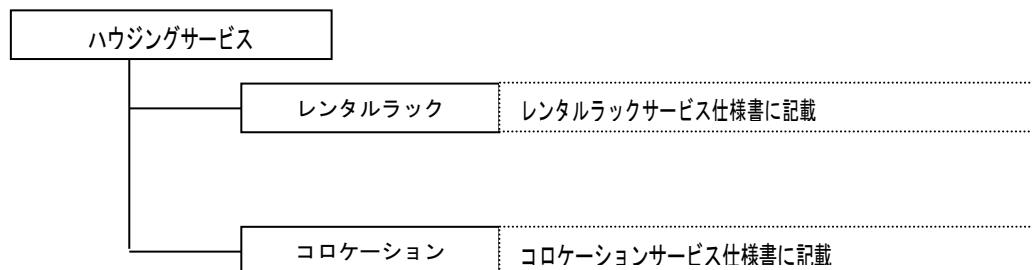 ハウジングサービス
レンタルラック レンタルラックサービス仕様書に記載
コロケーション コロケーションサービス仕様書に記載